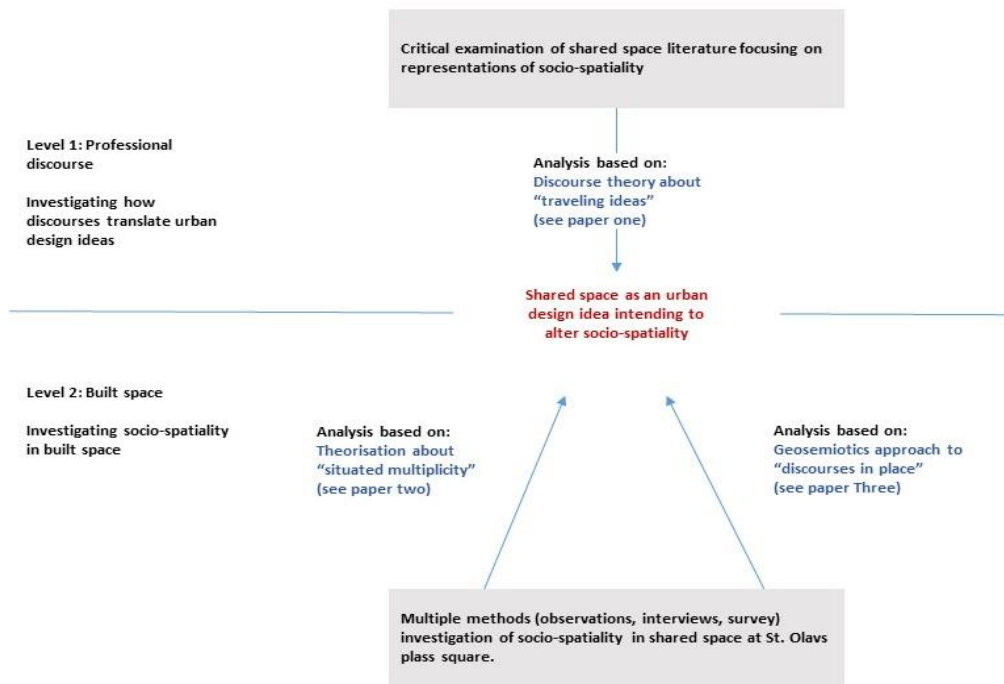 Critical examination of shared space literature focusing on
representations of socio-spatiality
Level 1: Professional
discourse
Investigating how
discourses translate urban
design ideas
Analysis based on:
Discourse theory about
“traveling ideas”
(see paper one)
Shared space as an urban
design idea intending to
alter socio-spatiality
Level 2: Built space
Investigating socio-spatiality
in built space
Analysis based on:
Theorisation about
“situated multiplicity”
(see paper two)
Analysis based on:
Geosemiotics approach to
“discourses in place”
(see paper Three)
Multiple methods (observations, interviews, survey)
investigation of socio-spatiality in shared space at St. Olavs
plass square.